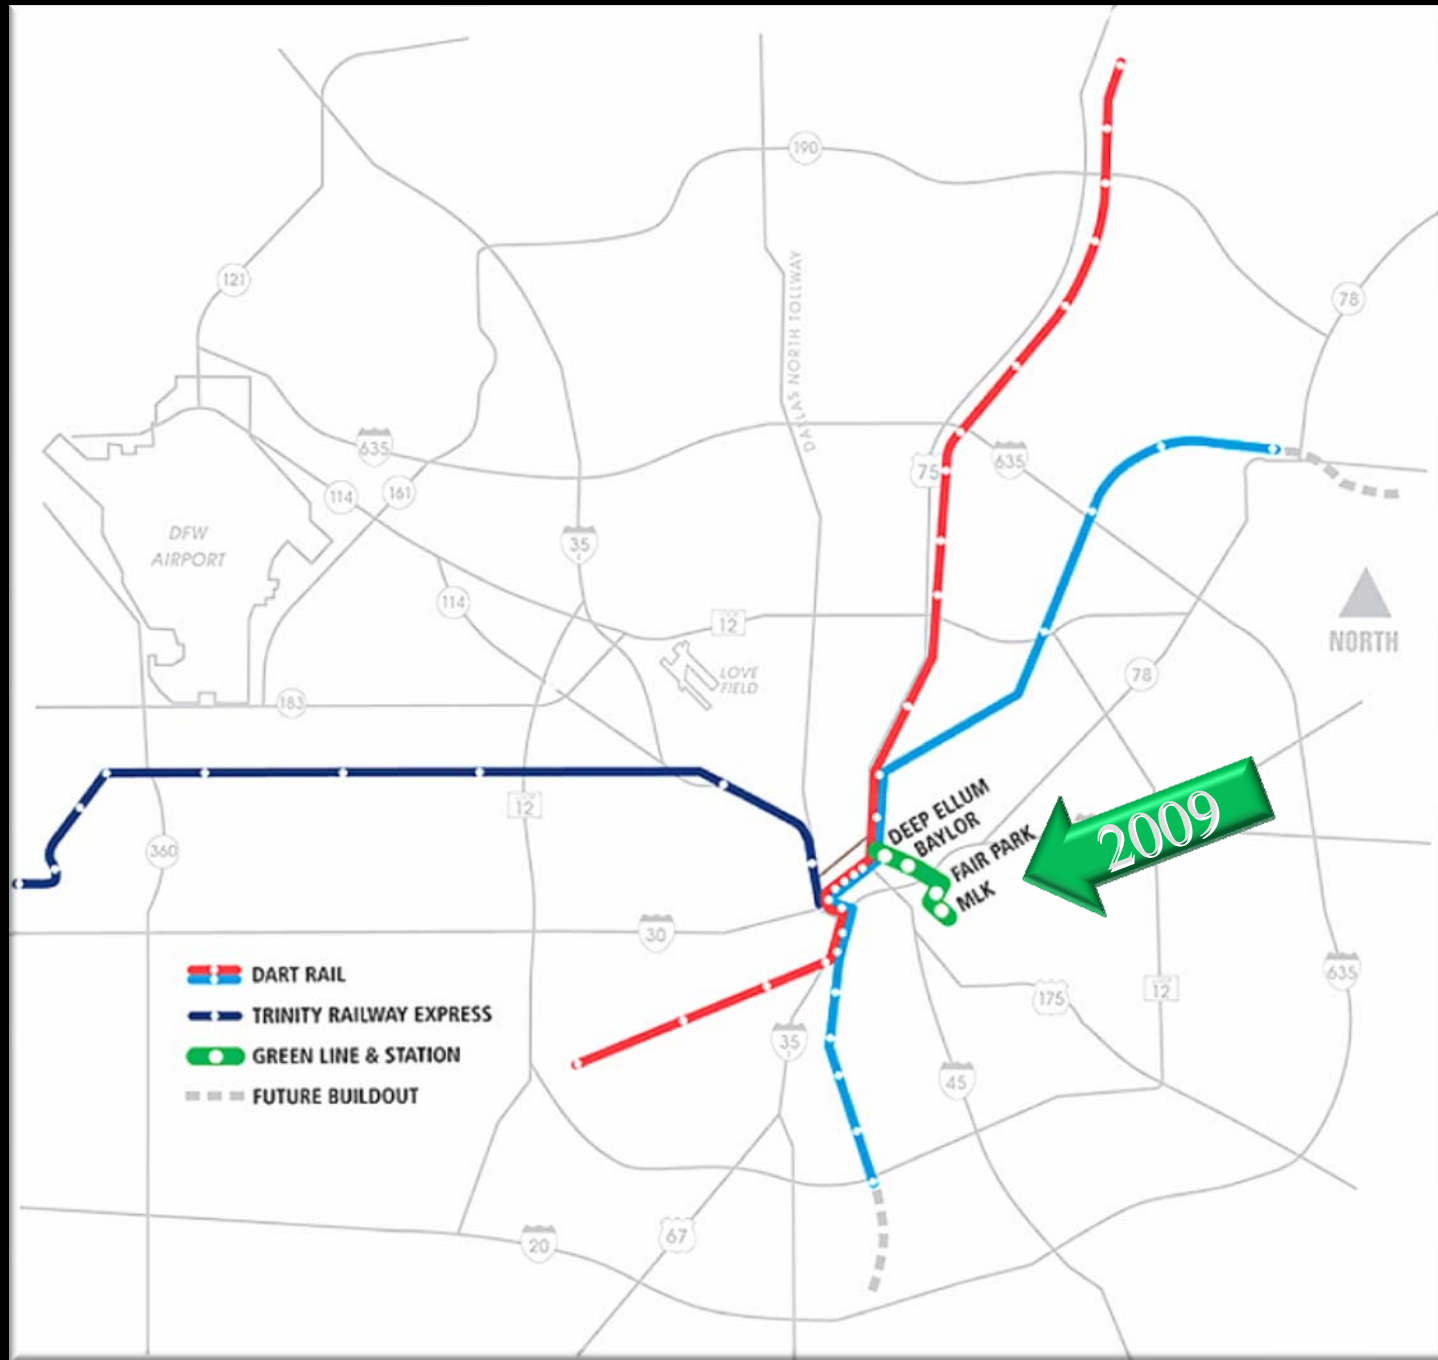 190
121
78
DALLAS NORTH TOLLWAY
635
75
635
114
161
DFW
AIRPORT
35
114
12
NORTH
LOVE
FIELD
78
183
12
DEEP ELLUM
BAYLOR
FAIR PARK
MLK
2009
360
30
DART RAIL
TRINITY RAILWAY EXPRESS
GREEN LINE & STATION
FUTURE BUILDOUT
635
175
12
35
45
67
20